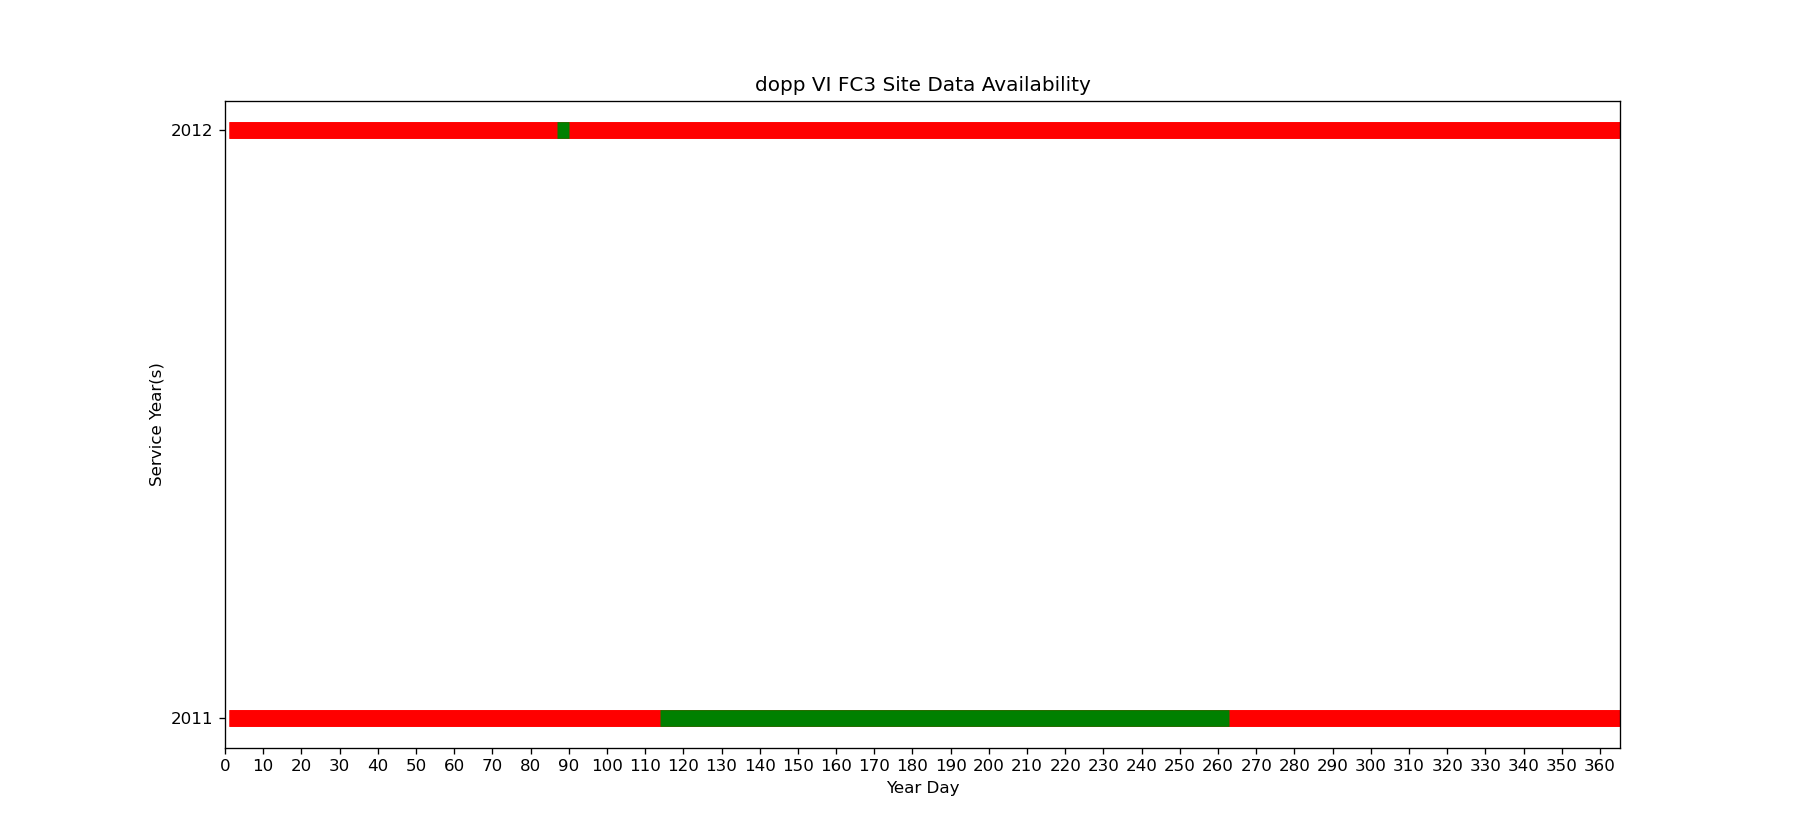 dopp VI FC3 Site Data Availability
2012
Service Year(s)
2011
0 10 20 30 40 50 60 70 80 90 100 110 120 130 140 150 160 170 180 190 200 210 220 230 240 250 260 270 280 290 300 310 320 330 340 350 360
Year Day